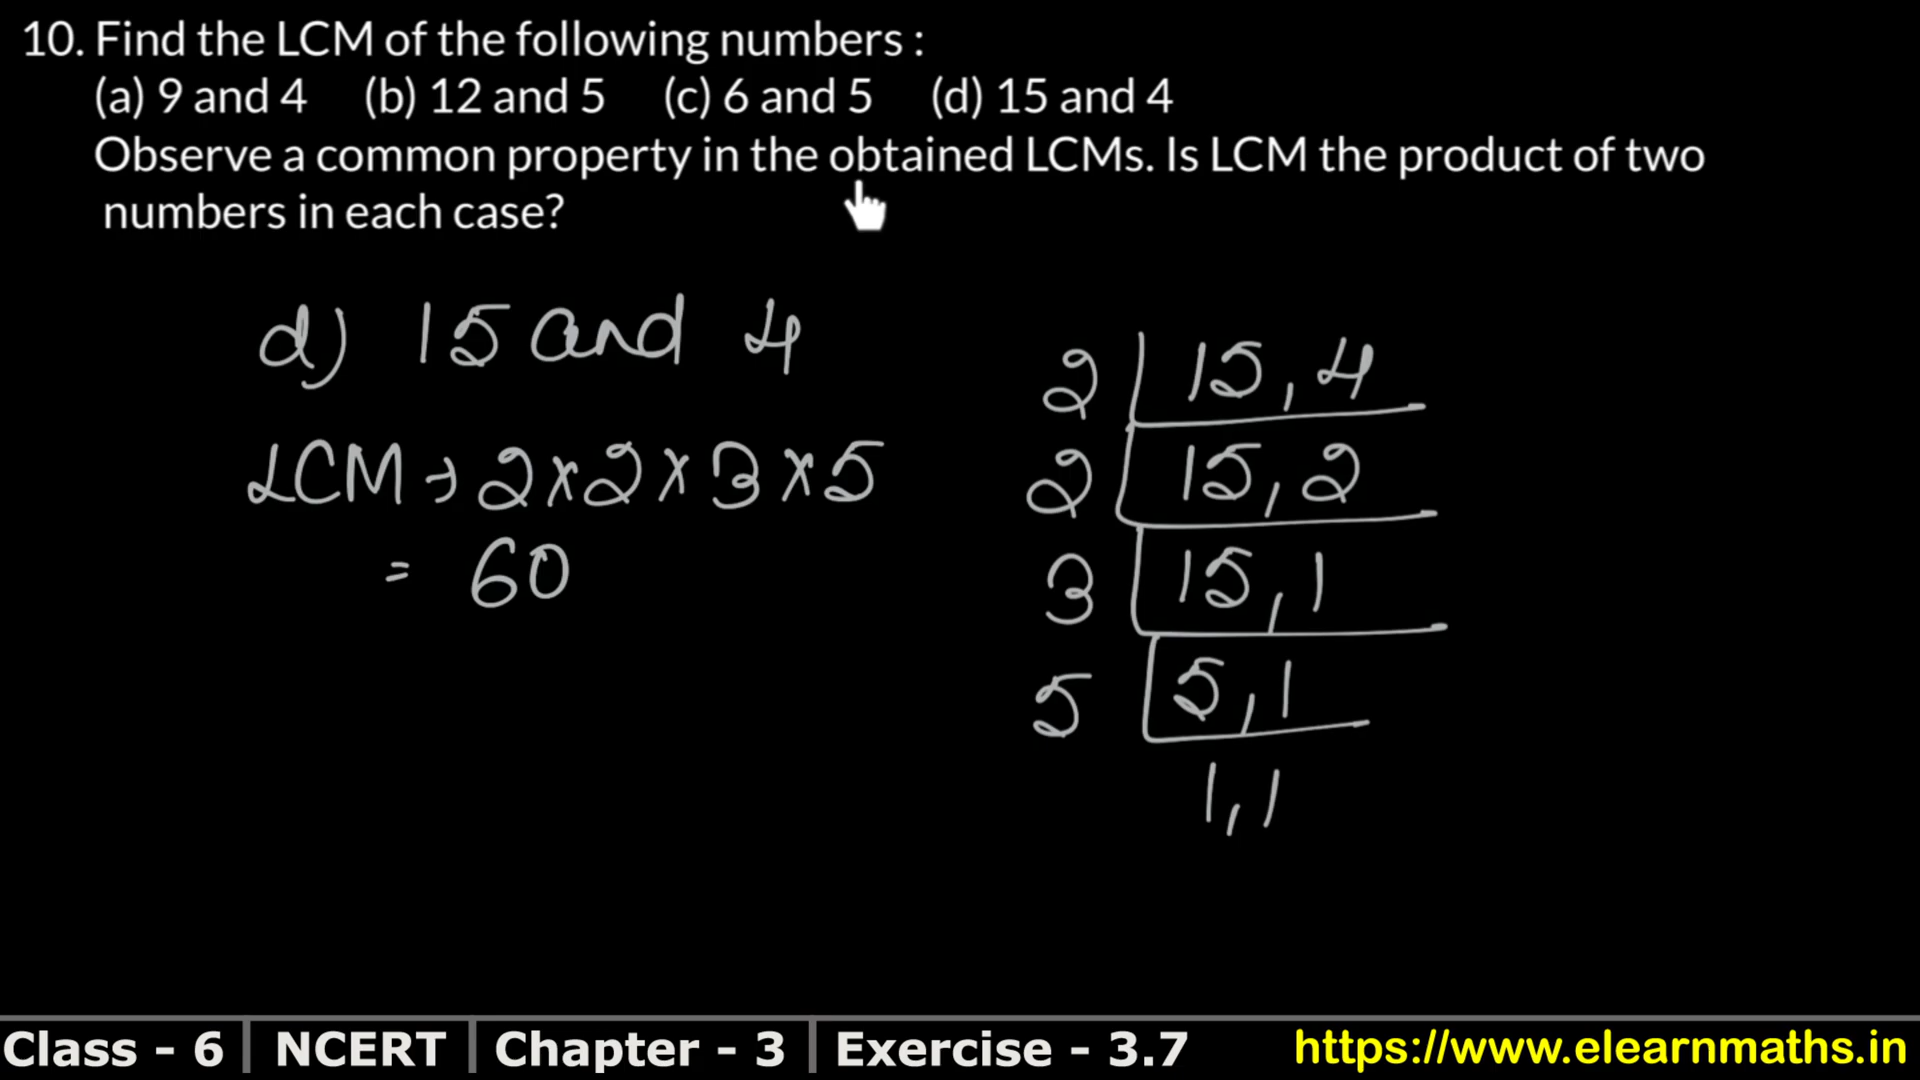 10. Find the LCM of the following numbers :
(a) 9 and 4 (b) 12 and 5 (c) 6 and 5 (d) 15 and 4
Observe a common property in the obtained LCMs. Is LCM the product of two
numbers in each case?
d) 15 and 4
LCM → 2×2×3×5
= 60
2 | 15, 4
2 | 15, 2
3 | 15, 1
5 | 5, 1
1, 1
Class - 6 | NCERT | Chapter - 3 | Exercise - 3.7 https://www.elearnmaths.in